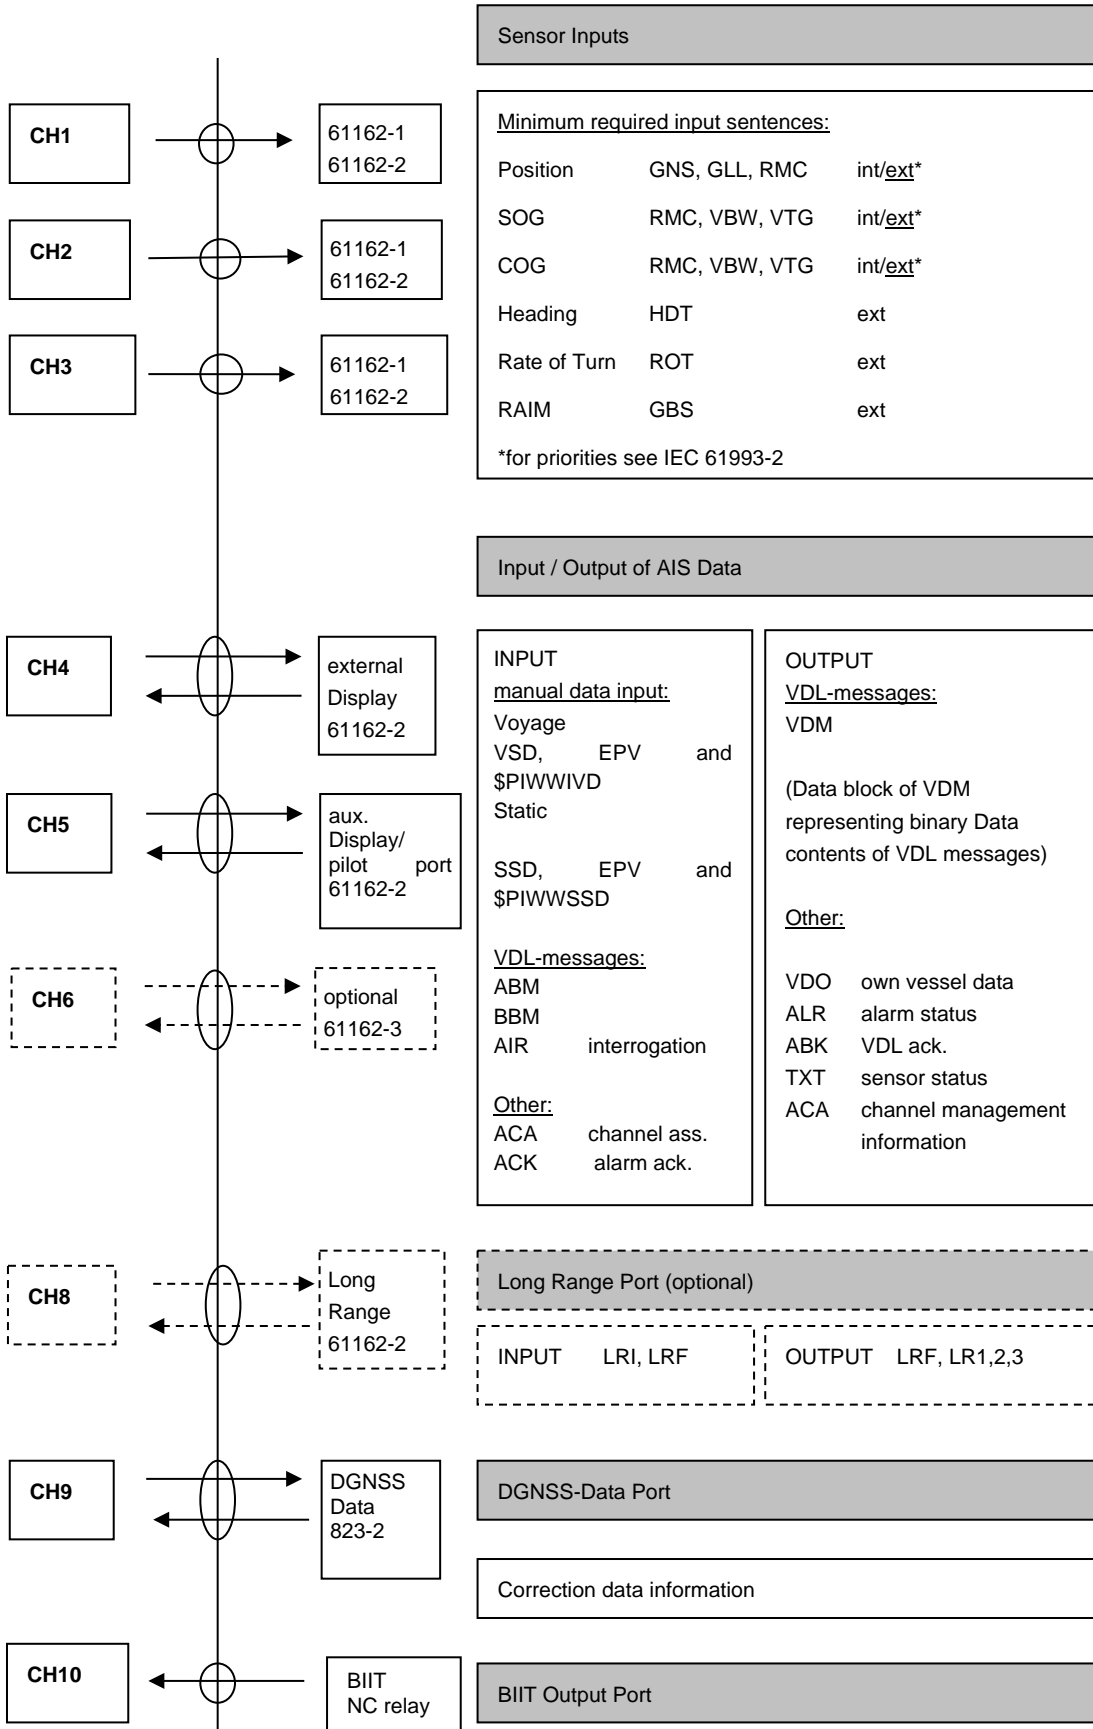 Sensor Inputs
CH1
61162-1
61162-2
CH2
61162-1
61162-2
CH3
61162-1
61162-2
Minimum required input sentences:
Position GNS, GLL, RMC int/ext*
SOG RMC, VBW, VTG int/ext*
COG RMC, VBW, VTG int/ext*
Heading HDT ext
Rate of Turn ROT ext
RAIM GBS ext
*for priorities see IEC 61993-2
Input / Output of AIS Data
CH4
external
Display
61162-2
CH5
aux.
Display/
pilot port
61162-2
CH6
optional
61162-3
INPUT
manual data input:
Voyage
VSD, EPV and
$PIWWIVD
Static
SSD, EPV and
$PIWWSSD
VDL-messages:
ABM
BBM
AIR interrogation
Other:
ACA channel ass.
ACK alarm ack.
OUTPUT
VDL-messages:
VDM
(Data block of VDM
representing binary Data
contents of VDL messages)
Other:
VDO own vessel data
ALR alarm status
ABK VDL ack.
TXT sensor status
ACA channel management
information
CH8
Long
Range
61162-2
Long Range Port (optional)
INPUT LRI, LRF
OUTPUT LRF, LR1,2,3
CH9
DGNSS
Data
823-2
DGNSS-Data Port
Correction data information
CH10
BIIT
NC relay
BIIT Output Port